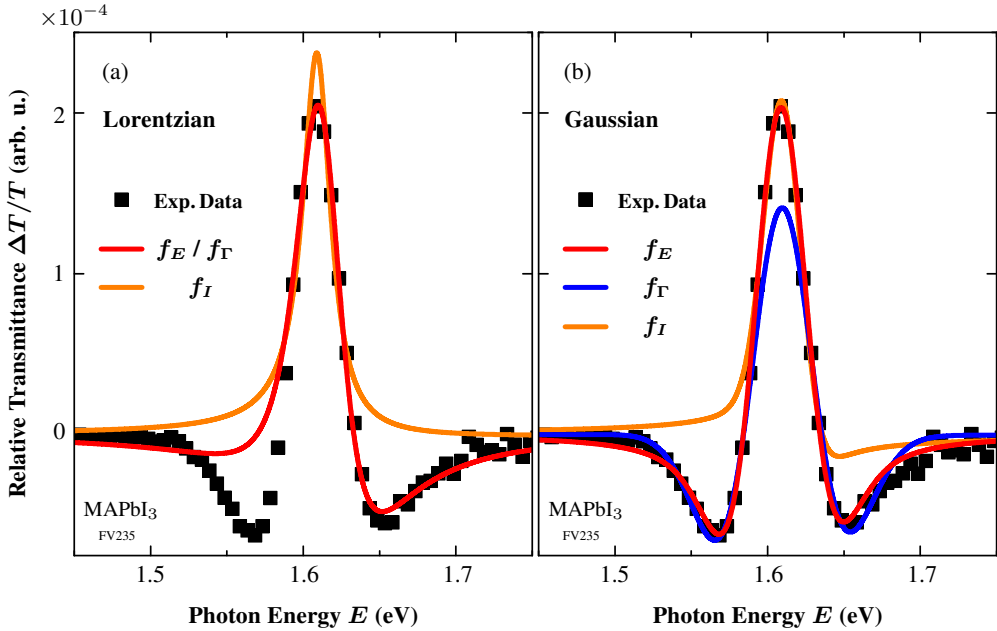 ×10⁻⁴
Relative Transmittance ΔT/T (arb. u.)
2
1
0
(a)
Lorentzian
Exp. Data
f_E / f_Γ
f_I
MAPbI₃
FV235
1.5
1.6
1.7
Photon Energy E (eV)
(b)
Gaussian
Exp. Data
f_E
f_Γ
f_I
MAPbI₃
FV235
1.5
1.6
1.7
Photon Energy E (eV)